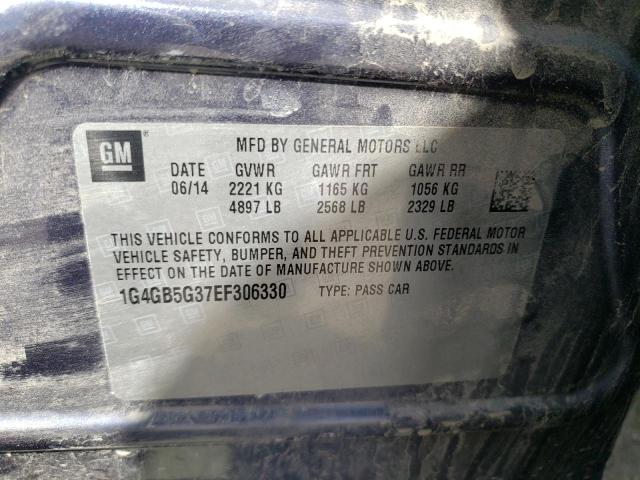 GM
MFD BY GENERAL MOTORS LLC
DATE GVWR GAWR FRT GAWR RR
06/14 2221 KG 1165 KG 1056 KG
4897 LB 2568 LB 2329 LB
THIS VEHICLE CONFORMS TO ALL APPLICABLE U.S. FEDERAL MOTOR
VEHICLE SAFETY, BUMPER, AND THEFT PREVENTION STANDARDS IN
EFFECT ON THE DATE OF MANUFACTURE SHOWN ABOVE.
1G4GB5G37EF306330 TYPE: PASS CAR